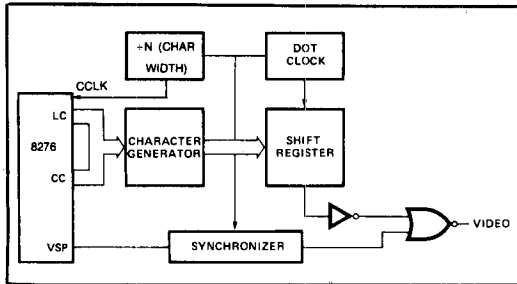 ÷N (CHAR
WIDTH)
DOT
CLOCK
CCLK
LC
8276
CC
VSP
CHARACTER
GENERATOR
SHIFT
REGISTER
SYNCHRONIZER
VIDEO